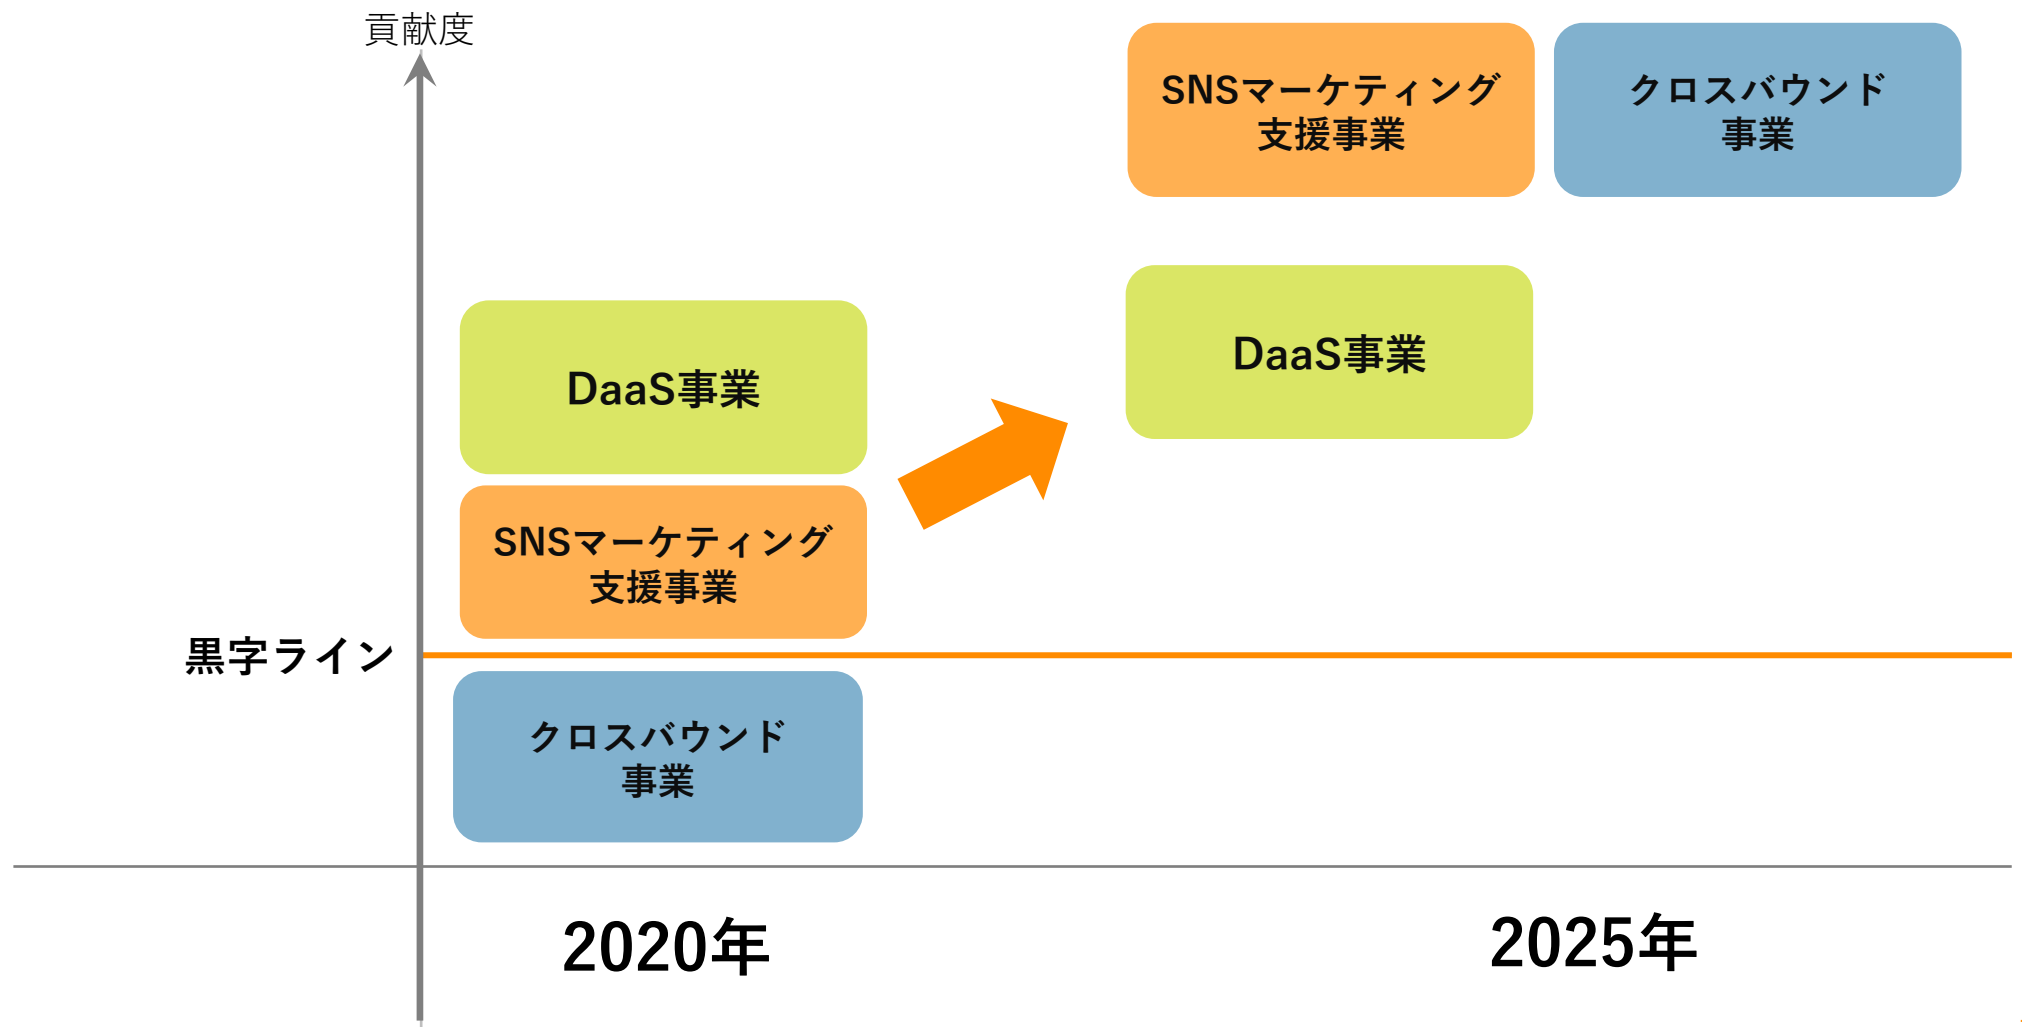 貢献度
SNSマーケティング
支援事業
クロスバウンド
事業
DaaS事業
DaaS事業
SNSマーケティング
支援事業
黒字ライン
クロスバウンド
事業
2020年
2025年